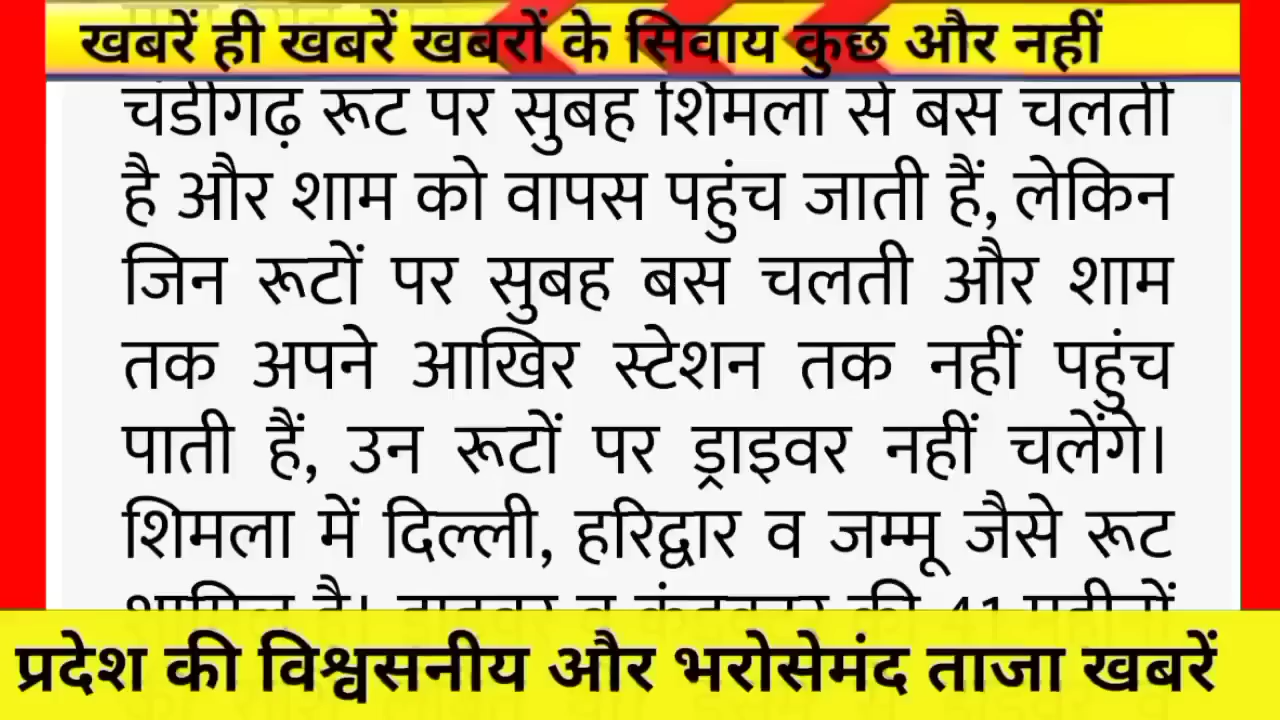 खबरें ही खबरें खबरों के सिवाय कुछ और नहीं
चंडीगढ़ रूट पर सुबह शिमला से बस चलती
है और शाम को वापस पहुंच जाती हैं, लेकिन
जिन रूटों पर सुबह बस चलती और शाम
तक अपने आखिर स्टेशन तक नहीं पहुंच
पाती हैं, उन रूटों पर ड्राइवर नहीं चलेंगे।
शिमला में दिल्ली, हरिद्वार व जम्मू जैसे रूट
प्रदेश की विश्वसनीय और भरोसेमंद ताजा खबरें